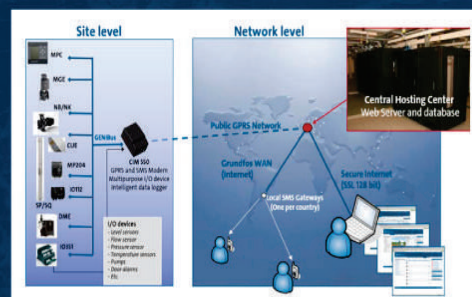 Site level
MPC
MGE
NB/NK
CUE
MP204
IO112
SP/SQ
DME
IO351
GENIbus
CIM 550
GPRS and SMS Modem
Multipurpose I/O device
Intelligent data logger
I/O devices
- Level sensors
- Flow sensor
- Pressure sensor
- Temperature sensors
- Pumps
- Door alarms
- Etc
Network level
Central Hosting Center
Web Server and database
Public GPRS Network
Grundfos WAN
(Internet)
Secure Internet
(SSL 128 bit)
Local SMS Gateways
(One per country)